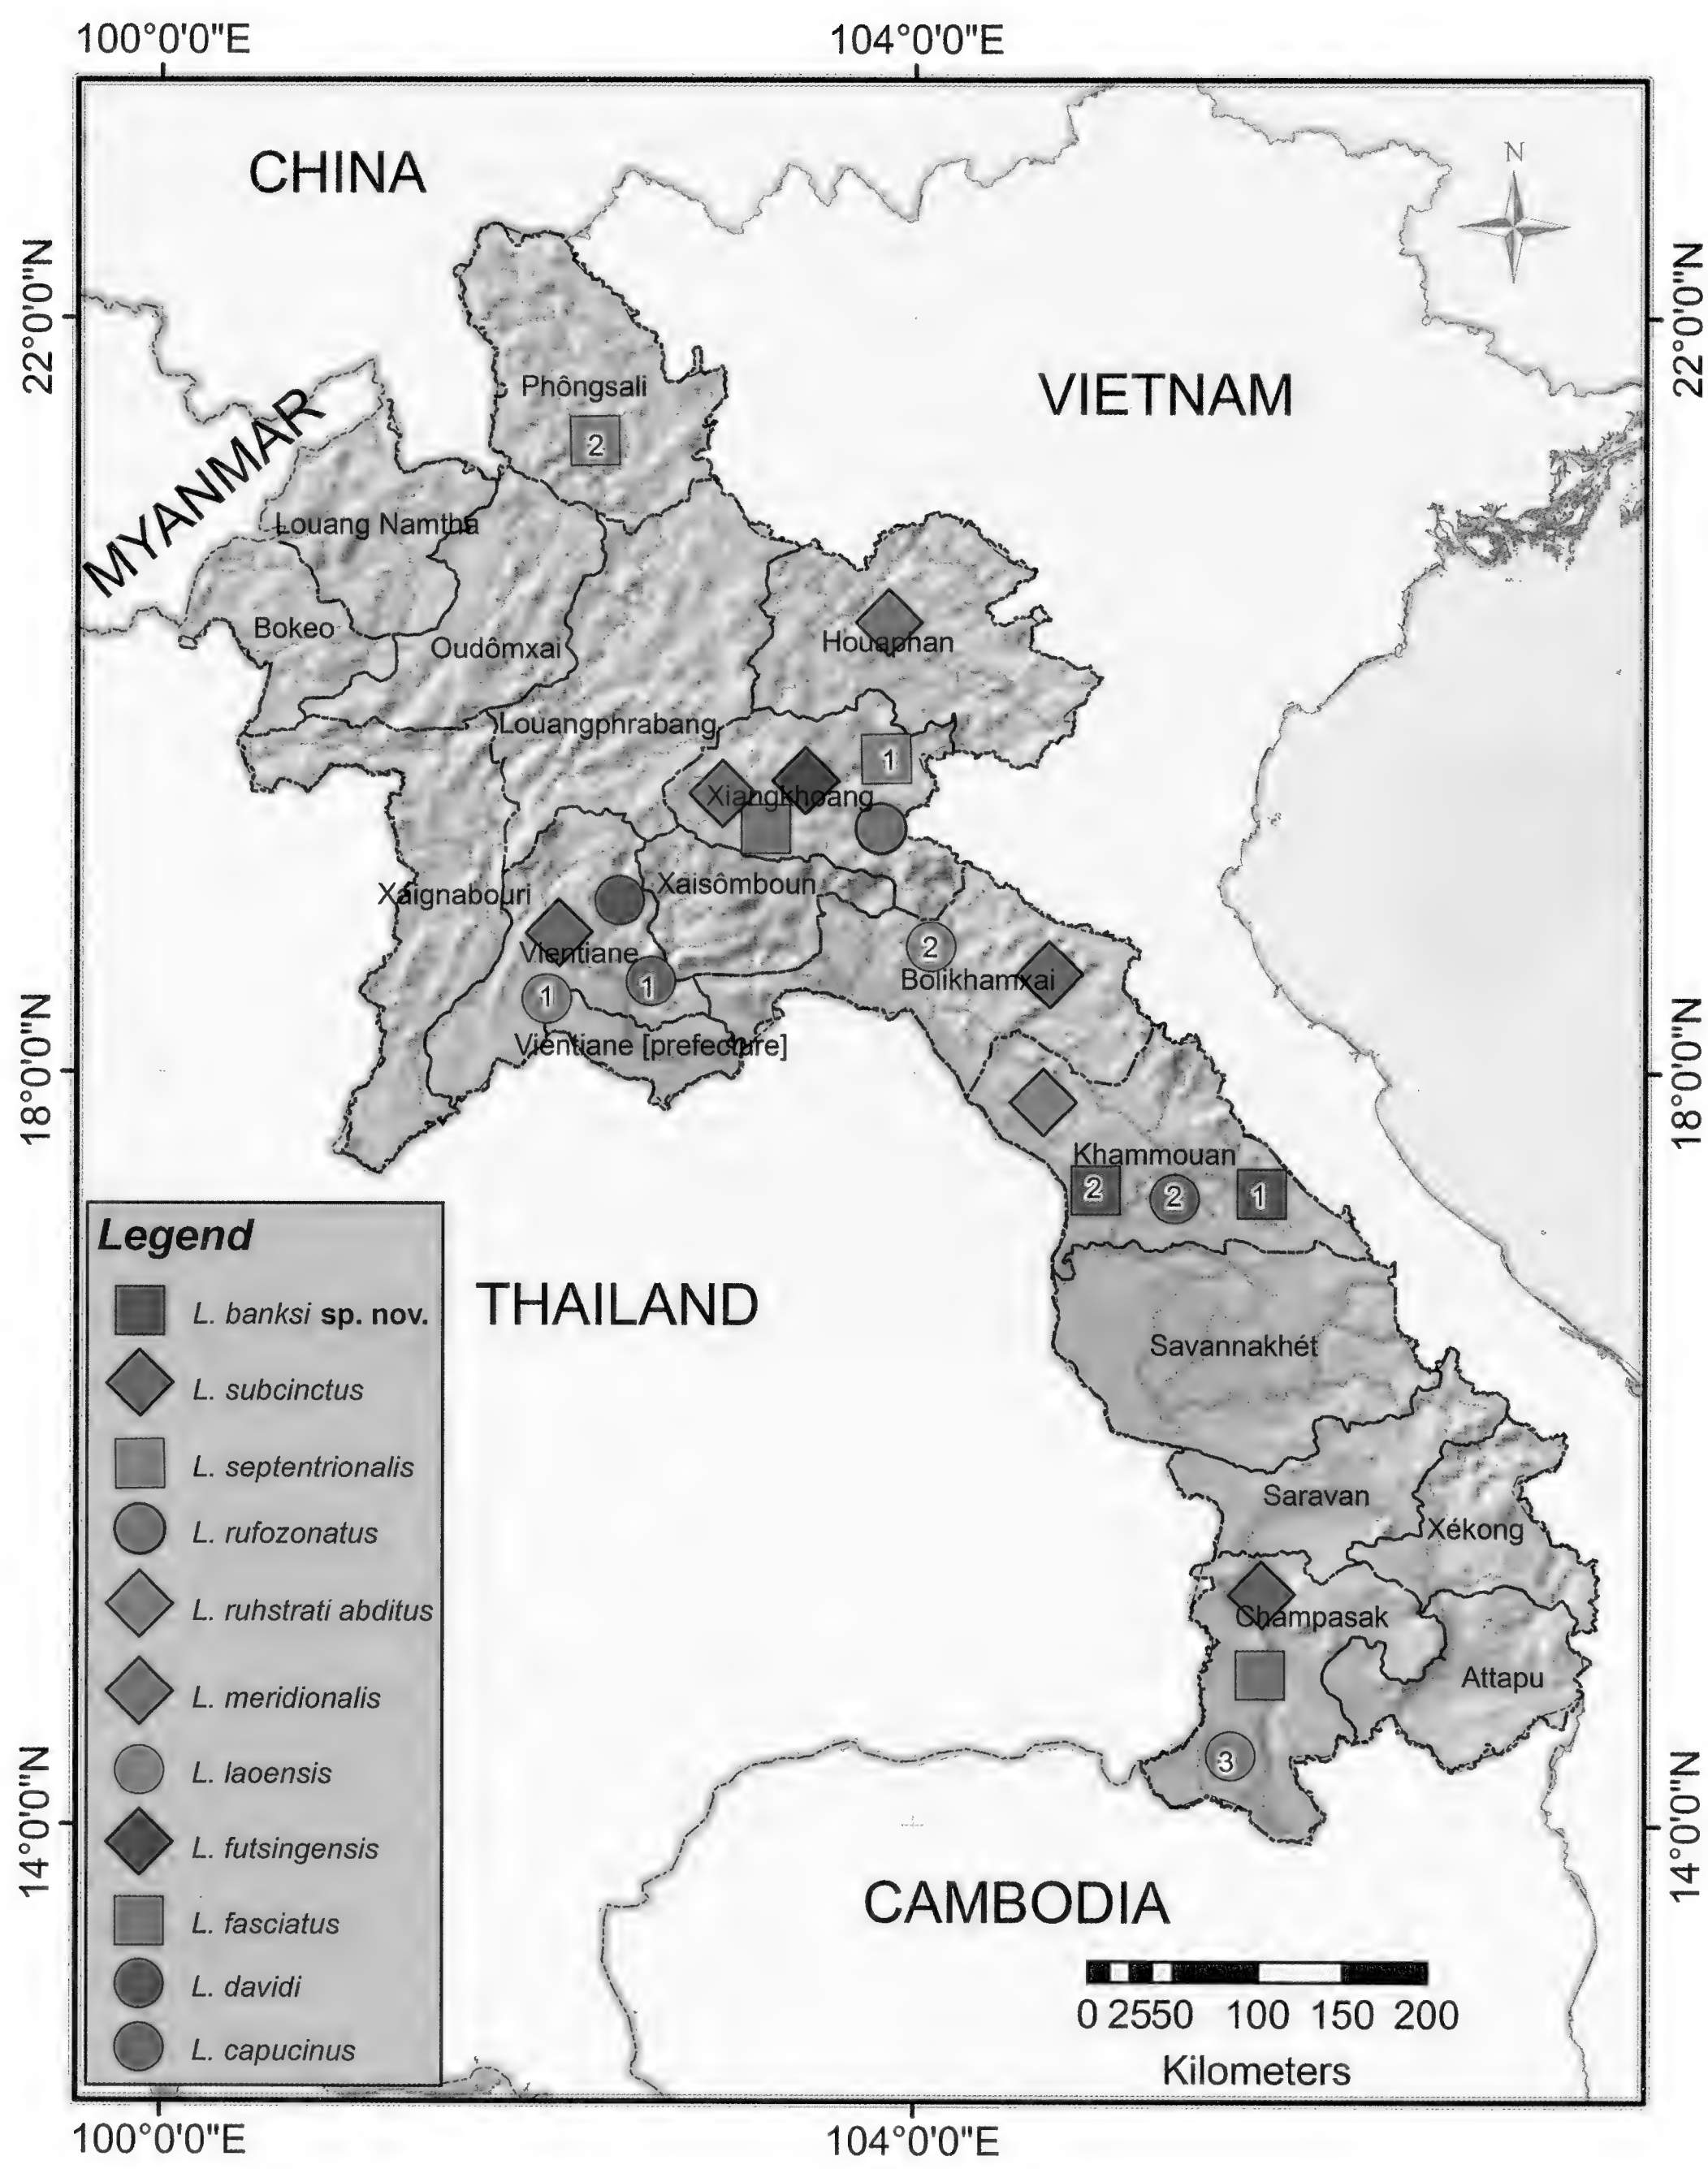 100°0'0"E
104°0'0"E
CHINA
N
22°0'0"N
22°0'0"N
VIETNAM
Phôngsali
2
MYANMAR
Louang Namtha
Bokeo
Oudômxai
Houaphan
Louangphrabang
1
Xiangkhoang
Xaignabouri
Xaisômboun
Vientiane
2
Bolikhamxai
1
1
Vientiane [prefecture]
18°0'0"N
18°0'0"N
Khammouan
2
2
1
Legend
L. banksi sp. nov.
L. subcinctus
L. septentrionalis
L. rufozonatus
L. ruhstrati abditus
L. meridionalis
L. laoensis
L. futsingensis
L. fasciatus
L. davidi
L. capucinus
THAILAND
Savannakhét
Saravan
Xékong
Champasak
Attapu
3
14°0'0"N
14°0'0"N
CAMBODIA
0 25 50 100 150 200
Kilometers
100°0'0"E
104°0'0"E